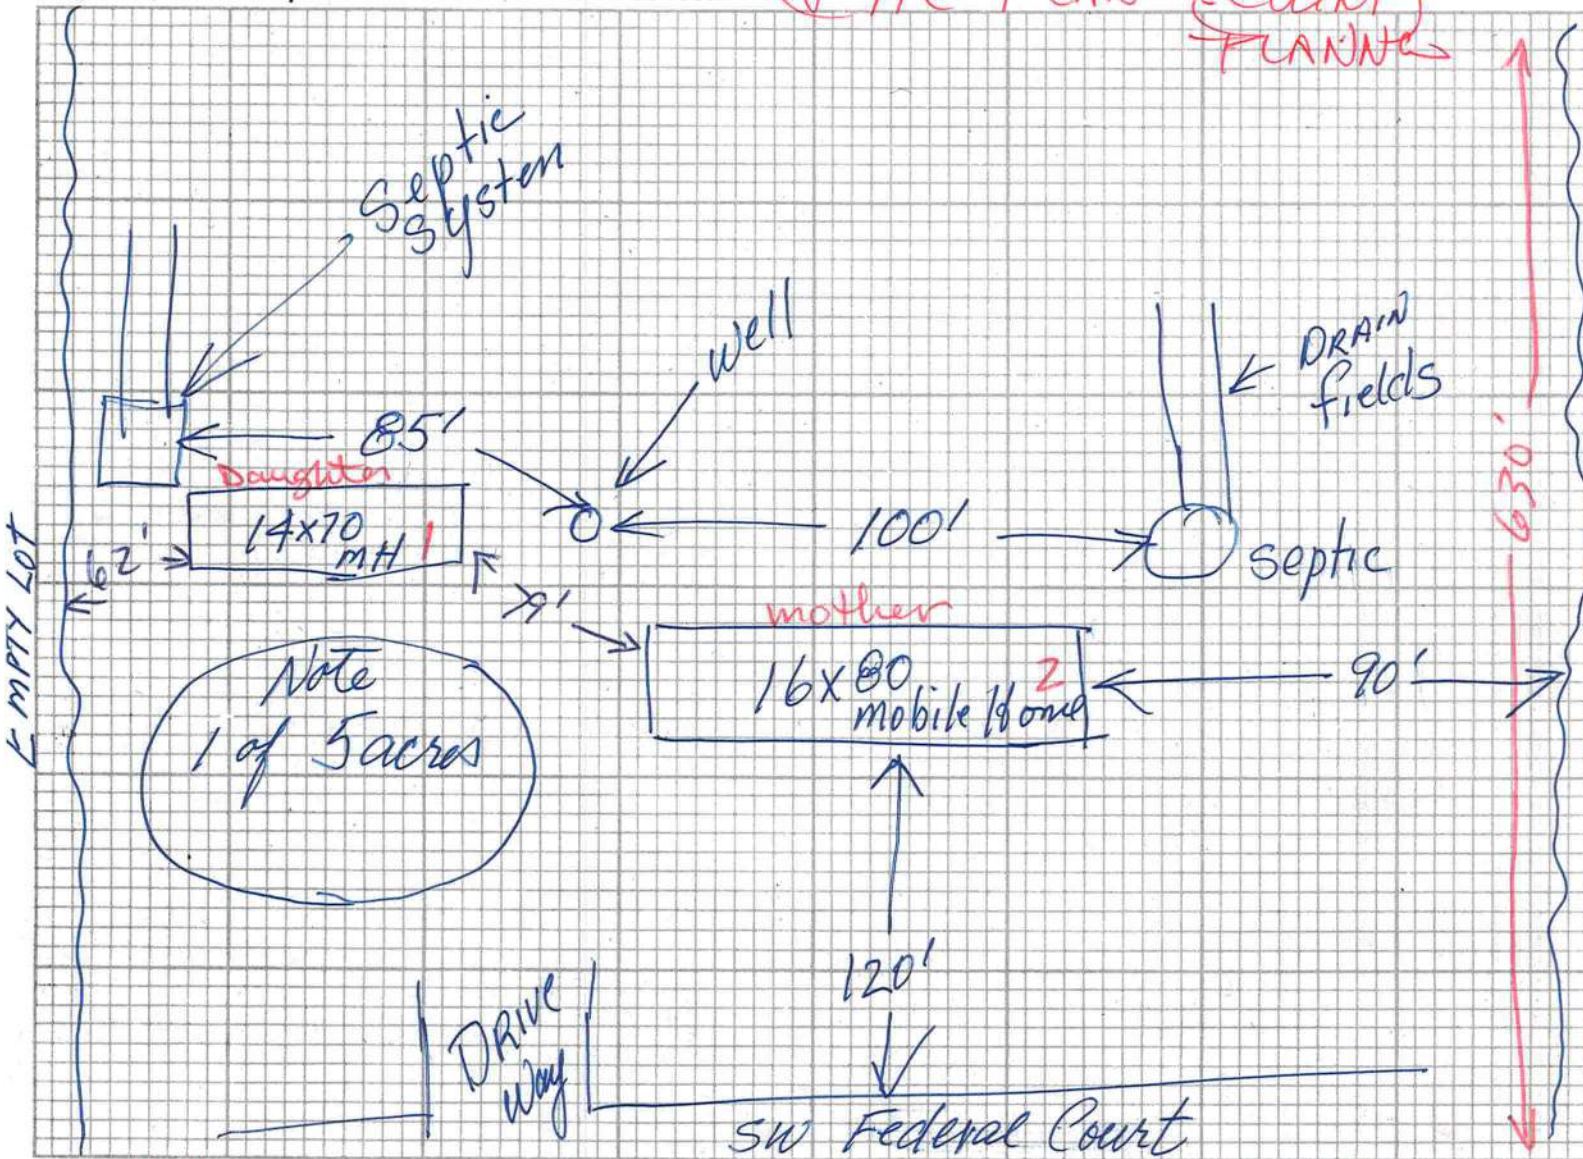 PLANNG
630'
Septic
System
Well
DRAIN
fields
85'
Daughter
14x70
MH 1
62'
EMPTY LOT
100'
septic
mother
16x80 2
mobile Home
90'
Note
1 of 5 acres
120'
DRIVE
Way
SW Federal Court